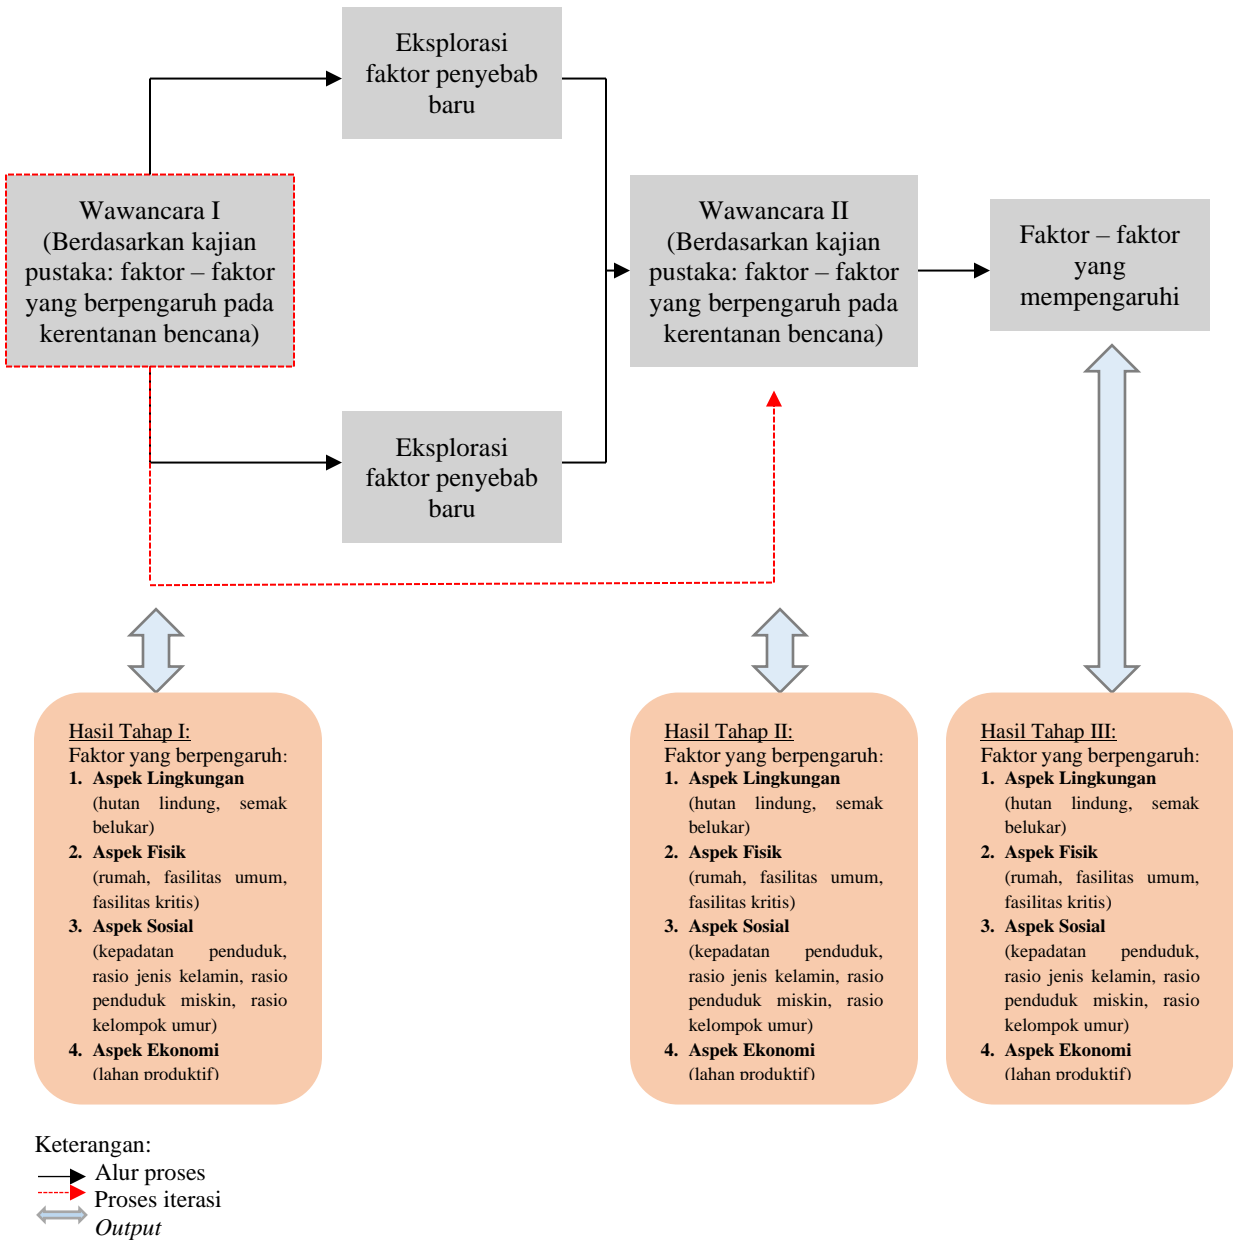 Eksplorasi
faktor penyebab
baru
Wawancara I
(Berdasarkan kajian
pustaka: faktor – faktor
yang berpengaruh pada
kerentanan bencana)
Wawancara II
(Berdasarkan kajian
pustaka: faktor – faktor
yang berpengaruh pada
kerentanan bencana)
Faktor – faktor
yang
mempengaruhi
Eksplorasi
faktor penyebab
baru
Hasil Tahap I:
Faktor yang berpengaruh:
1. Aspek Lingkungan
(hutan lindung, semak
belukar)
2. Aspek Fisik
(rumah, fasilitas umum,
fasilitas kritis)
3. Aspek Sosial
(kepadatan penduduk,
rasio jenis kelamin, rasio
penduduk miskin, rasio
kelompok umur)
4. Aspek Ekonomi
(lahan produktif)
Hasil Tahap II:
Faktor yang berpengaruh:
1. Aspek Lingkungan
(hutan lindung, semak
belukar)
2. Aspek Fisik
(rumah, fasilitas umum,
fasilitas kritis)
3. Aspek Sosial
(kepadatan penduduk,
rasio jenis kelamin, rasio
penduduk miskin, rasio
kelompok umur)
4. Aspek Ekonomi
(lahan produktif)
Hasil Tahap III:
Faktor yang berpengaruh:
1. Aspek Lingkungan
(hutan lindung, semak
belukar)
2. Aspek Fisik
(rumah, fasilitas umum,
fasilitas kritis)
3. Aspek Sosial
(kepadatan penduduk,
rasio jenis kelamin, rasio
penduduk miskin, rasio
kelompok umur)
4. Aspek Ekonomi
(lahan produktif)
Keterangan:
Alur proses
Proses iterasi
Output